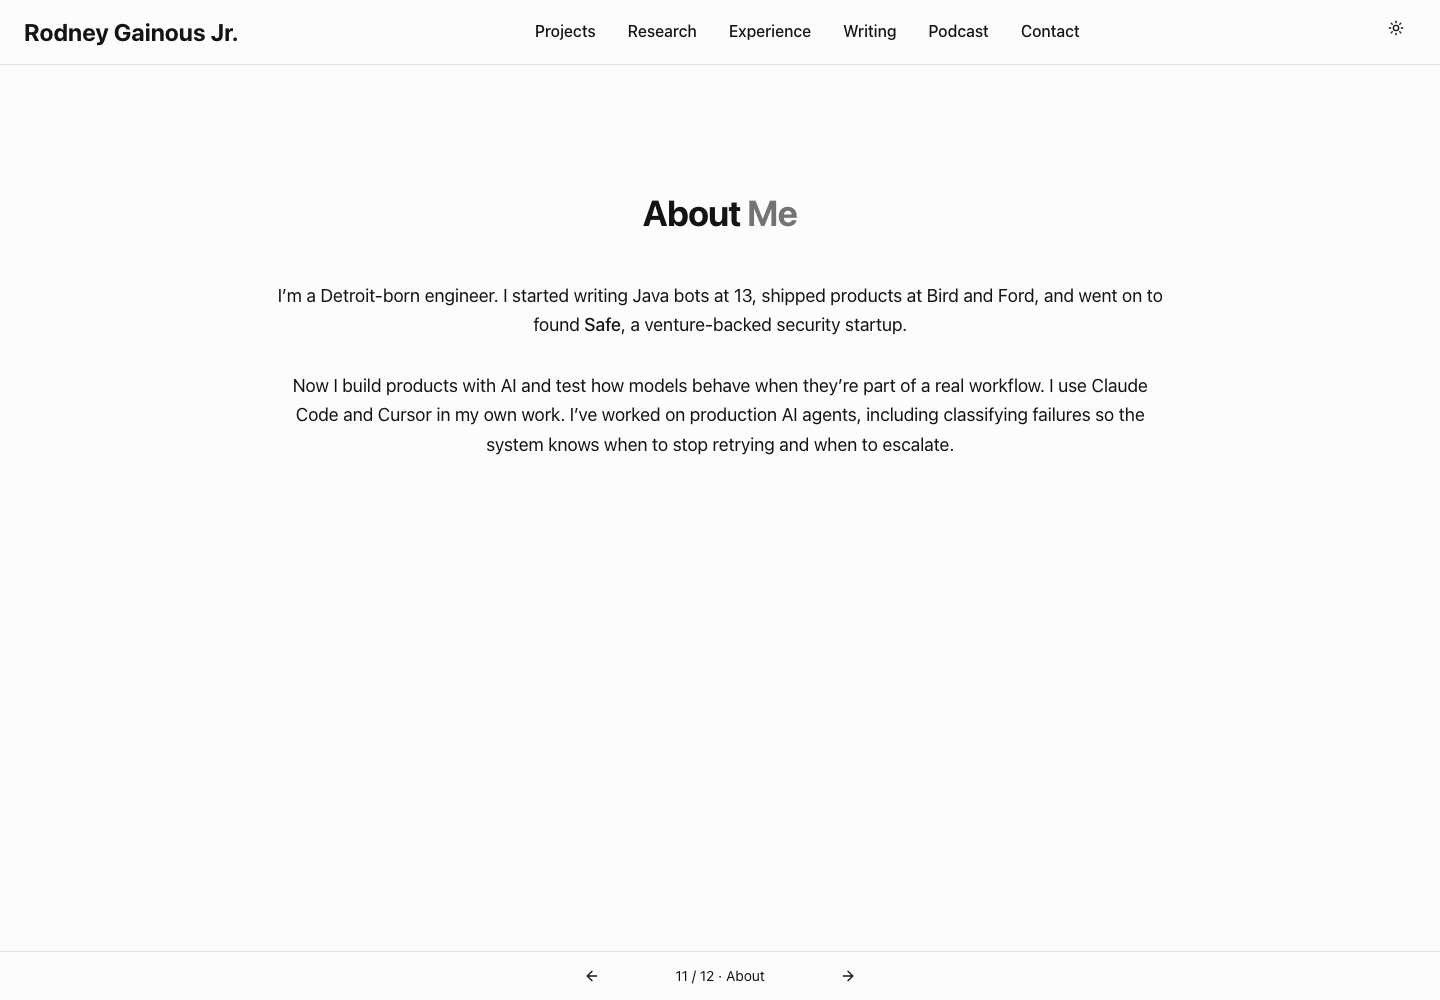 Rodney Gainous Jr.
Projects
Research
Experience
Writing
Podcast
Contact
About Me
I’m a Detroit-born engineer. I started writing Java bots at 13, shipped products at Bird and Ford, and went on to
found Safe, a venture-backed security startup.
Now I build products with AI and test how models behave when they’re part of a real workflow. I use Claude
Code and Cursor in my own work. I’ve worked on production AI agents, including classifying failures so the
system knows when to stop retrying and when to escalate.
11 / 12 · About